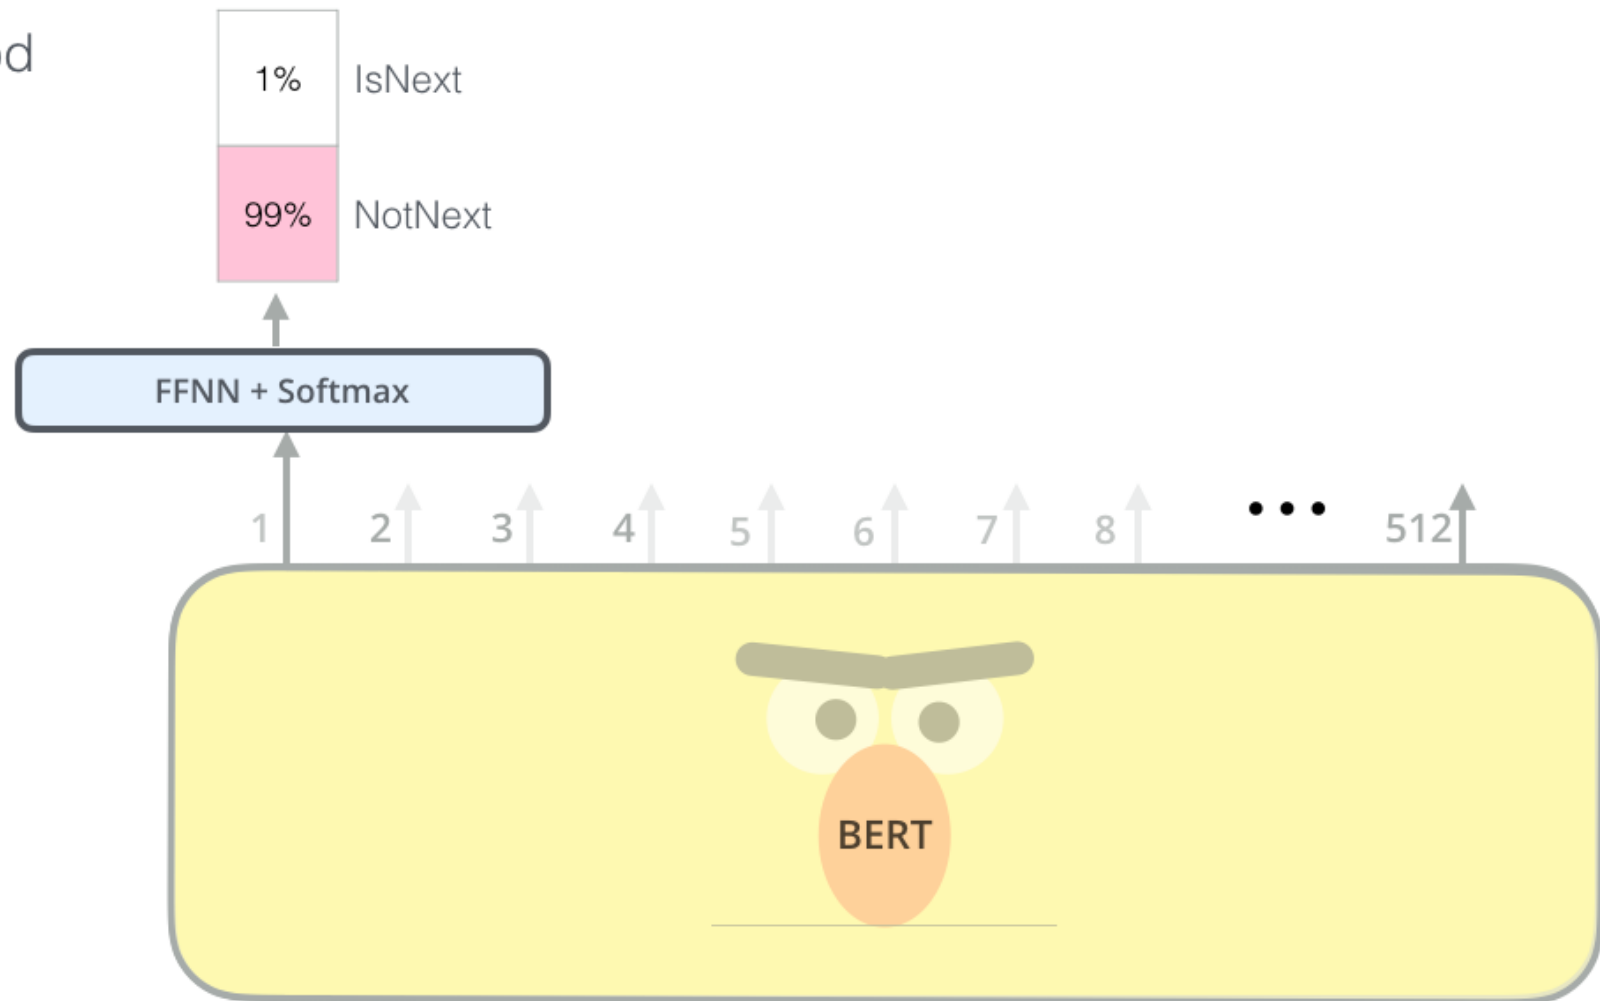 1% IsNext
99% NotNext
FFNN + Softmax
1 2 3 4 5 6 7 8 ••• 512
BERT